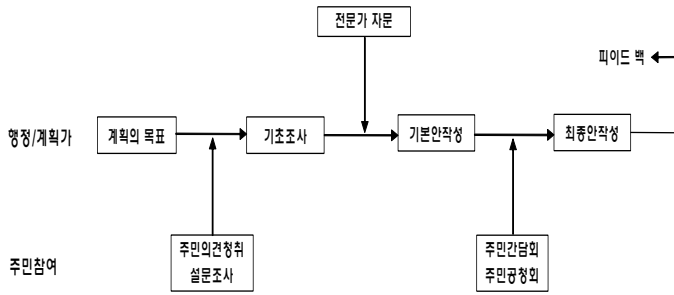 전문가 자문
피이드 백
행정/계획가
계획의 목표
기초조사
기본안작성
최종안작성
주민참여
주민의견청취
설문조사
주민간담회
주민공청회